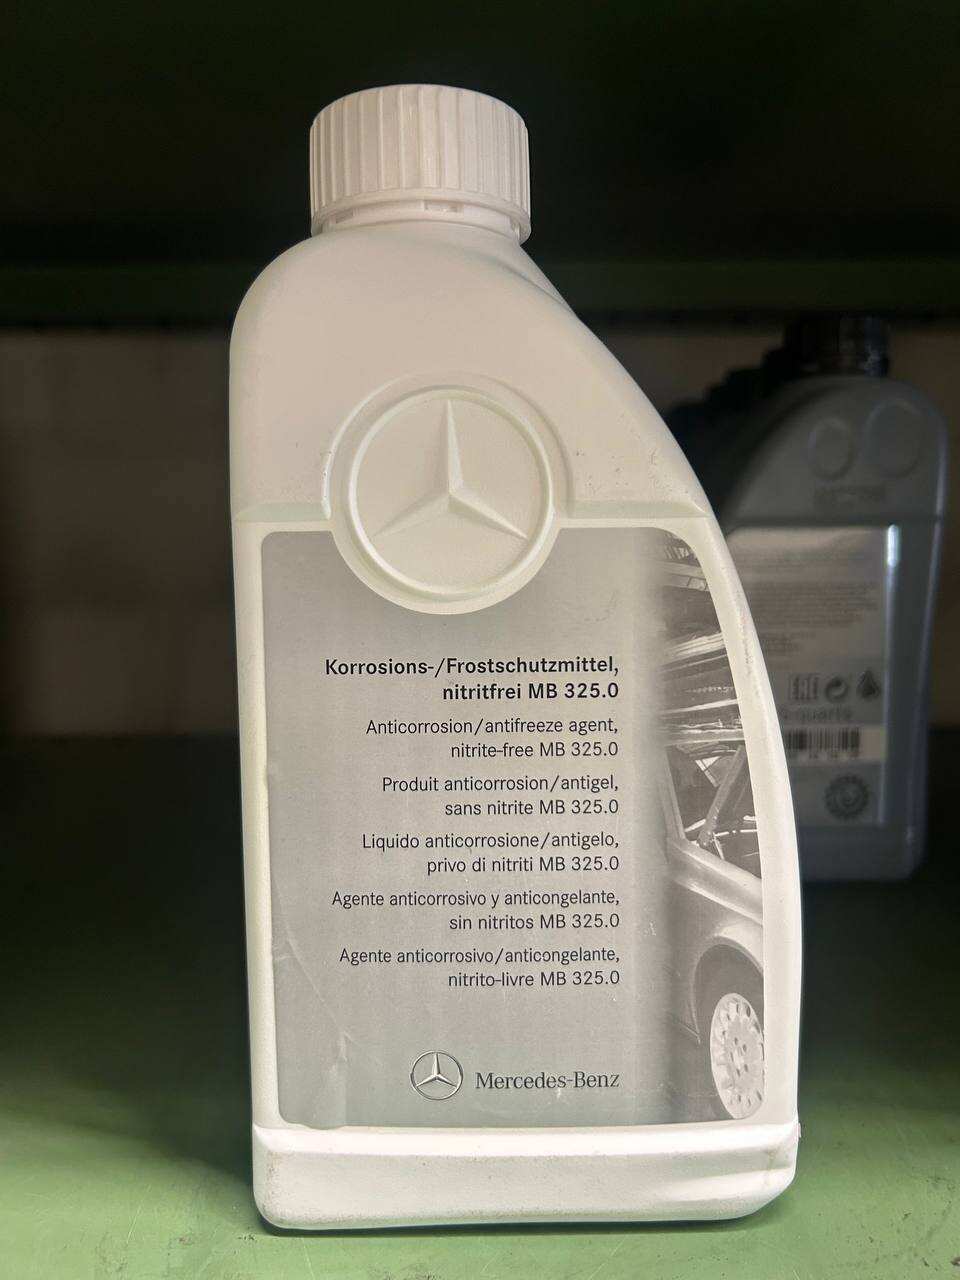 Korrosions-/Frostschutzmittel,
nitritfrei MB 325.0
Anticorrosion/antifreeze agent,
nitrite-free MB 325.0
Produit anticorrosion/antigel,
sans nitrite MB 325.0
Liquido anticorrosione/antigelo,
privo di nitriti MB 325.0
Agente anticorrosivo y anticongelante,
sin nitritos MB 325.0
Agente anticorrosivo/anticongelante,
nitrito-livre MB 325.0
Mercedes-Benz